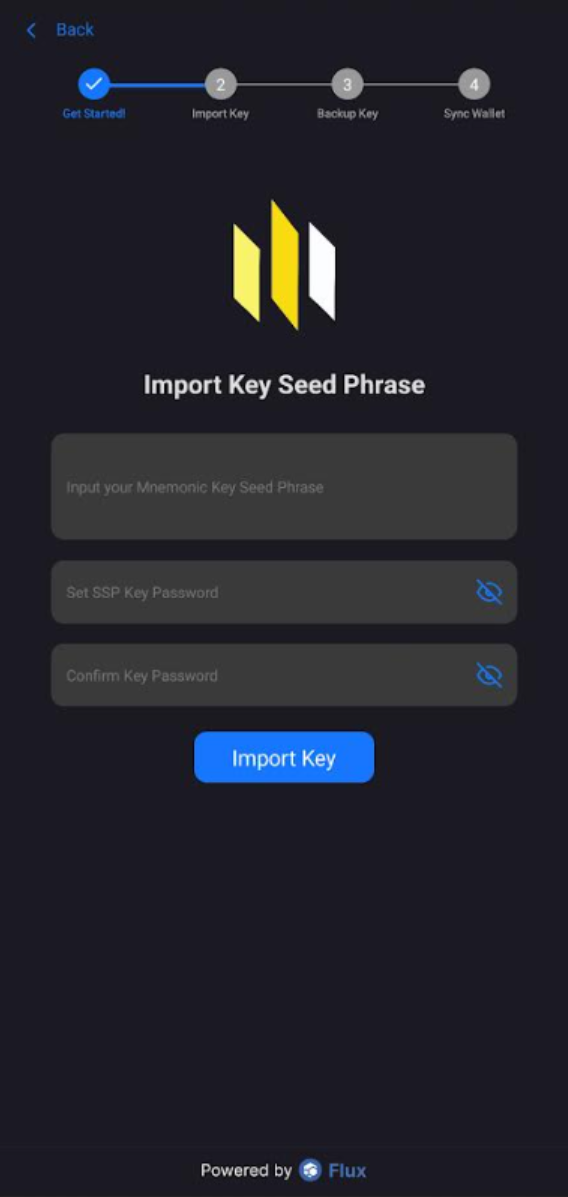 Back
2
3
4
Get Started!
Import Key
Backup Key
Sync Wallet
Import Key Seed Phrase
Input your Mnemonic Key Seed Phrase
Set SSP Key Password
Confirm Key Password
Import Key
Powered by Flux